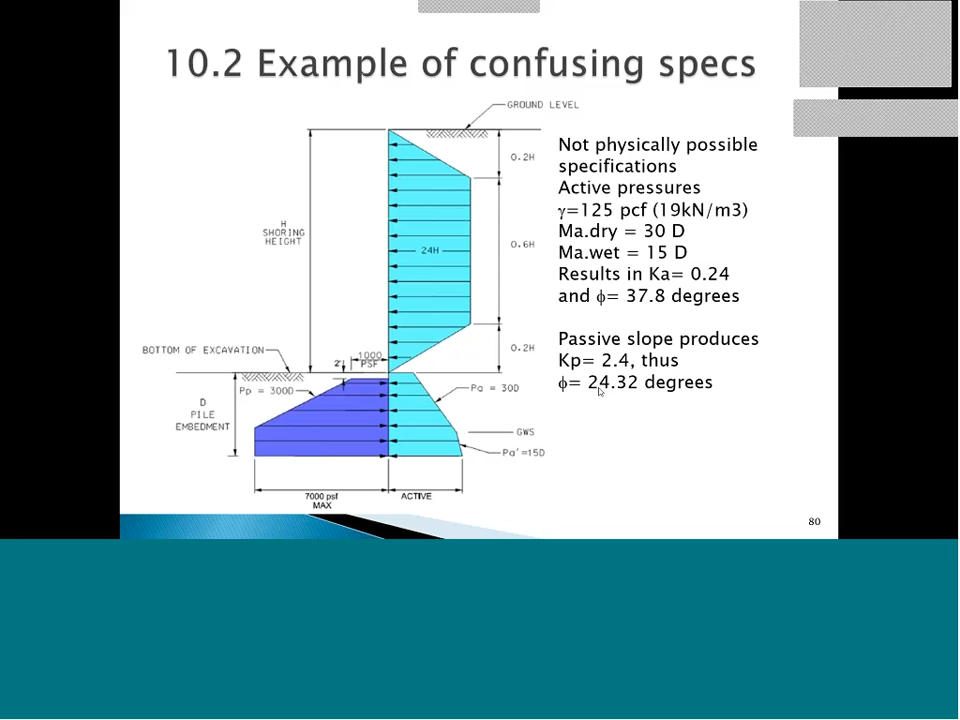 10.2 Example of confusing specs
GROUND LEVEL
0.2H
H
SHORING
HEIGHT
24H
0.6H
0.2H
BOTTOM OF EXCAVATION
2'
1000
PSF
Pp = 300D
Pa = 30D
D
PILE
EMBEDMENT
GWS
Pa'=15D
7000 psf
MAX
ACTIVE
Not physically possible
specifications
Active pressures
γ=125 pcf (19kN/m3)
Ma.dry = 30 D
Ma.wet = 15 D
Results in Ka= 0.24
and ϕ= 37.8 degrees
Passive slope produces
Kp= 2.4, thus
ϕ= 24.32 degrees
80